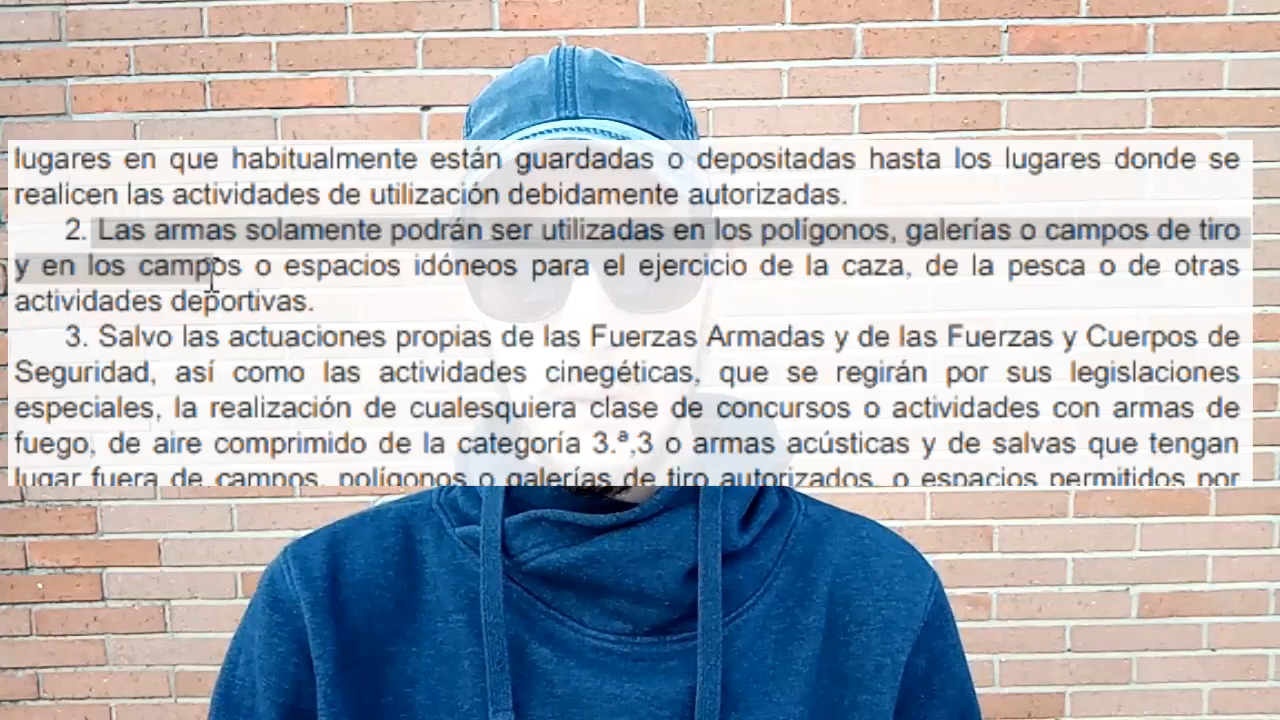 lugares en que habitualmente están guardadas o depositadas hasta los lugares donde se
realicen las actividades de utilización debidamente autorizadas.
2. Las armas solamente podrán ser utilizadas en los polígonos, galerías o campos de tiro
y en los campos o espacios idóneos para el ejercicio de la caza, de la pesca o de otras
actividades deportivas.
3. Salvo las actuaciones propias de las Fuerzas Armadas y de las Fuerzas y Cuerpos de
Seguridad, así como las actividades cinegéticas, que se regirán por sus legislaciones
especiales, la realización de cualesquiera clase de concursos o actividades con armas de
fuego, de aire comprimido de la categoría 3.ª,3 o armas acústicas y de salvas que tengan
lugar fuera de campos, polígonos o galerías de tiro autorizados, o espacios permitidos por